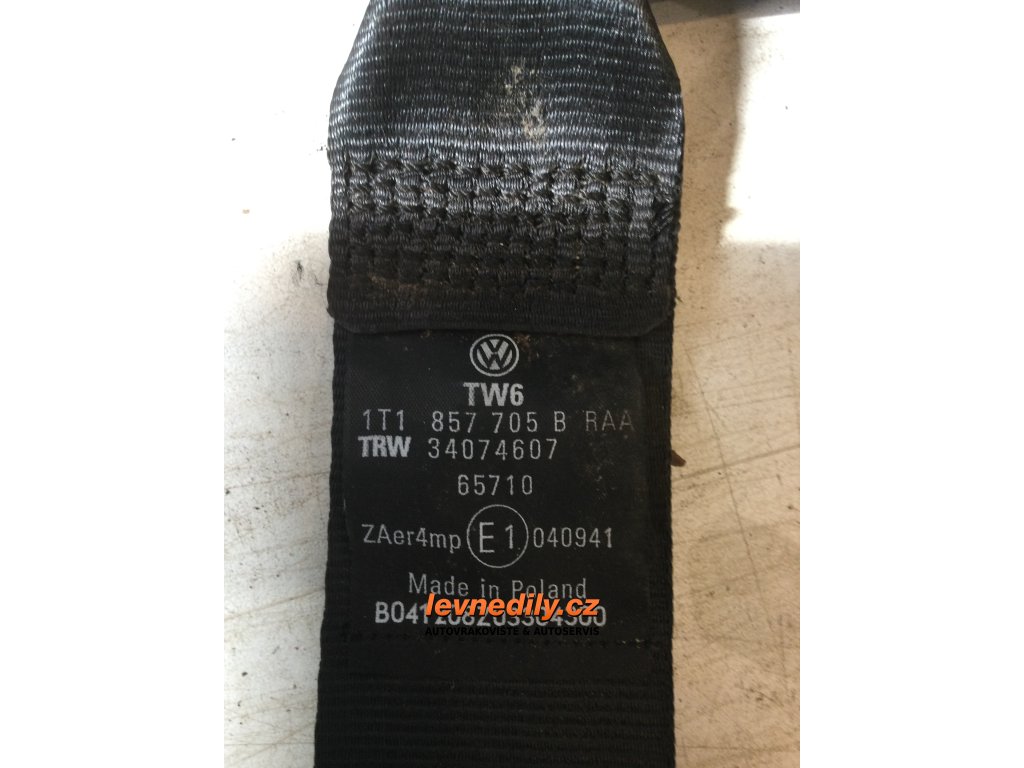 TW6
1T1 857 705 B RAA
TRW 34074607
65710
ZAer4mp E1 040941
Made in Poland
levnedily.cz
AUTOVRAKOVIŠTĚ & AUTOSERVIS